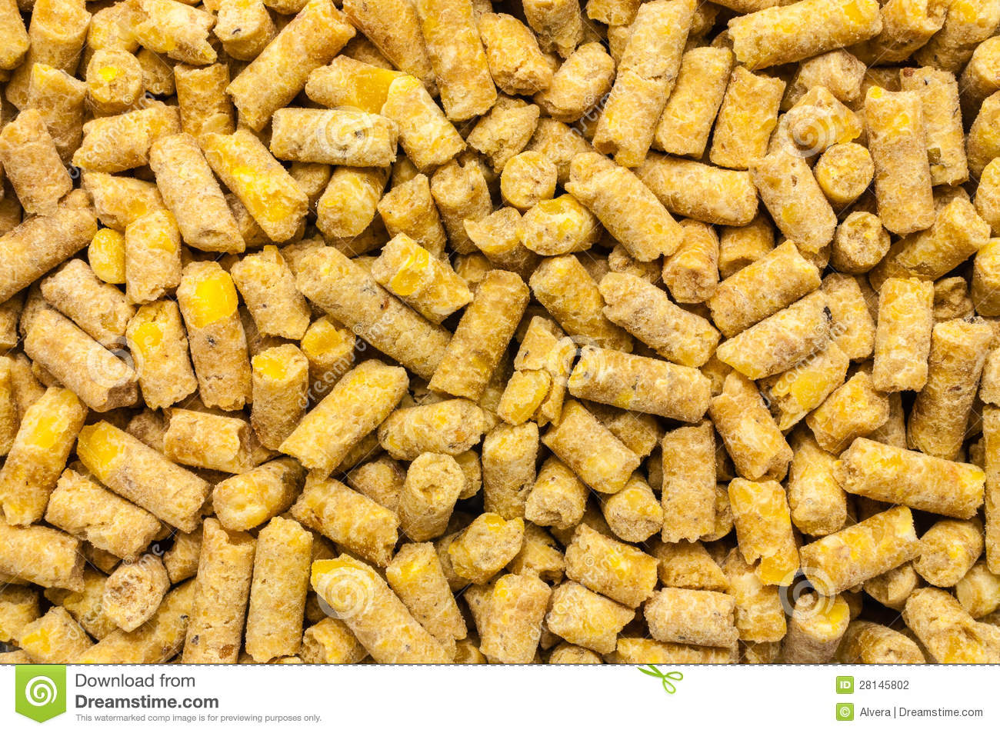 Download from
Dreamstime.com
This watermarked comp image is for previewing purposes only.
ID 28145802
Alvera | Dreamstime.com